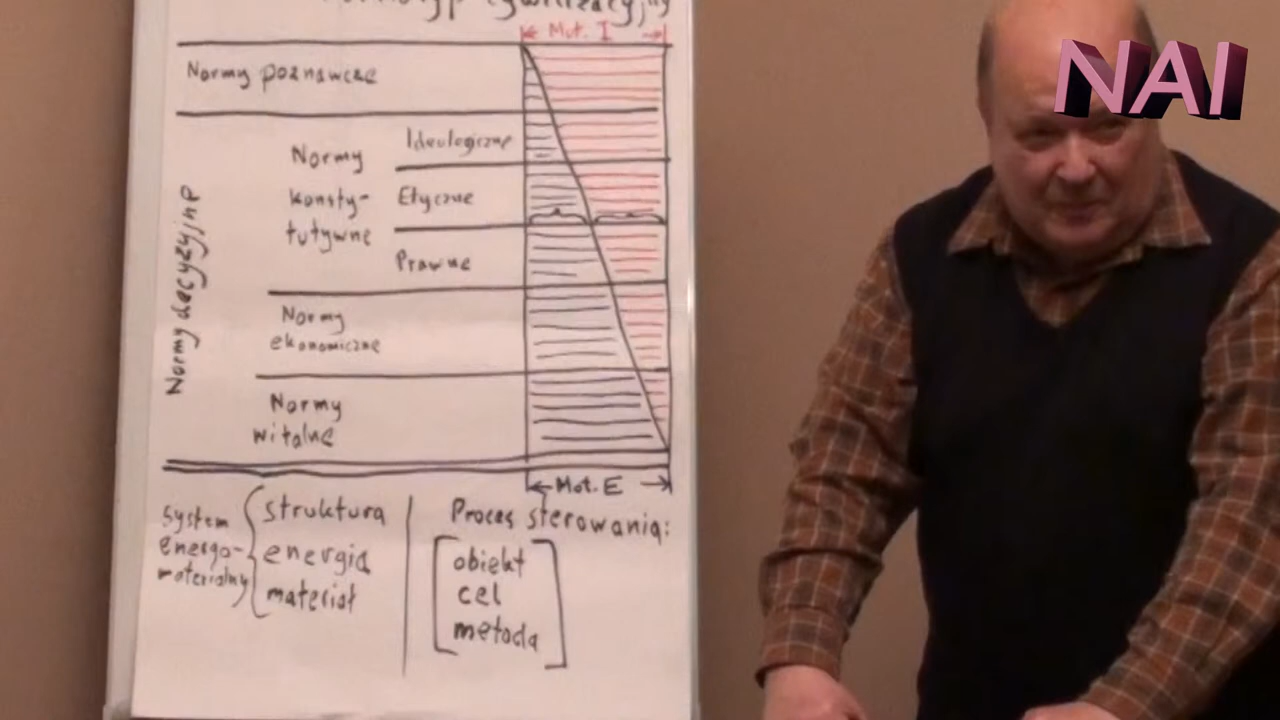 NAI
Mot. I
Normy poznawcze
Normy decyzyjne
Normy
konsty-
tutywne
Ideologiczne
Etyczne
Prawne
Normy
ekonomiczne
Normy
witalne
Mot. E
System
energo-
materialny
struktura
energia
materiał
Proces sterowania:
obiekt
cel
metoda